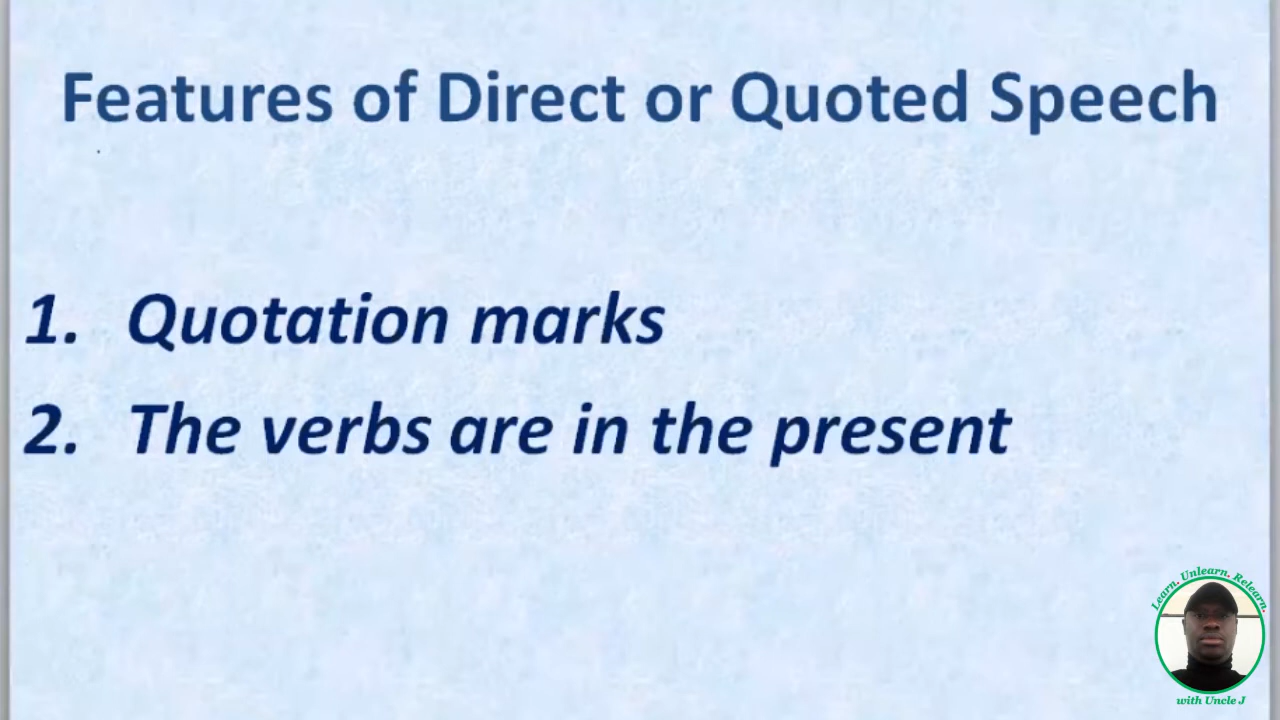 Features of Direct or Quoted Speech
1. Quotation marks
2. The verbs are in the present
Learn. Unlearn. Relearn.
with Uncle J